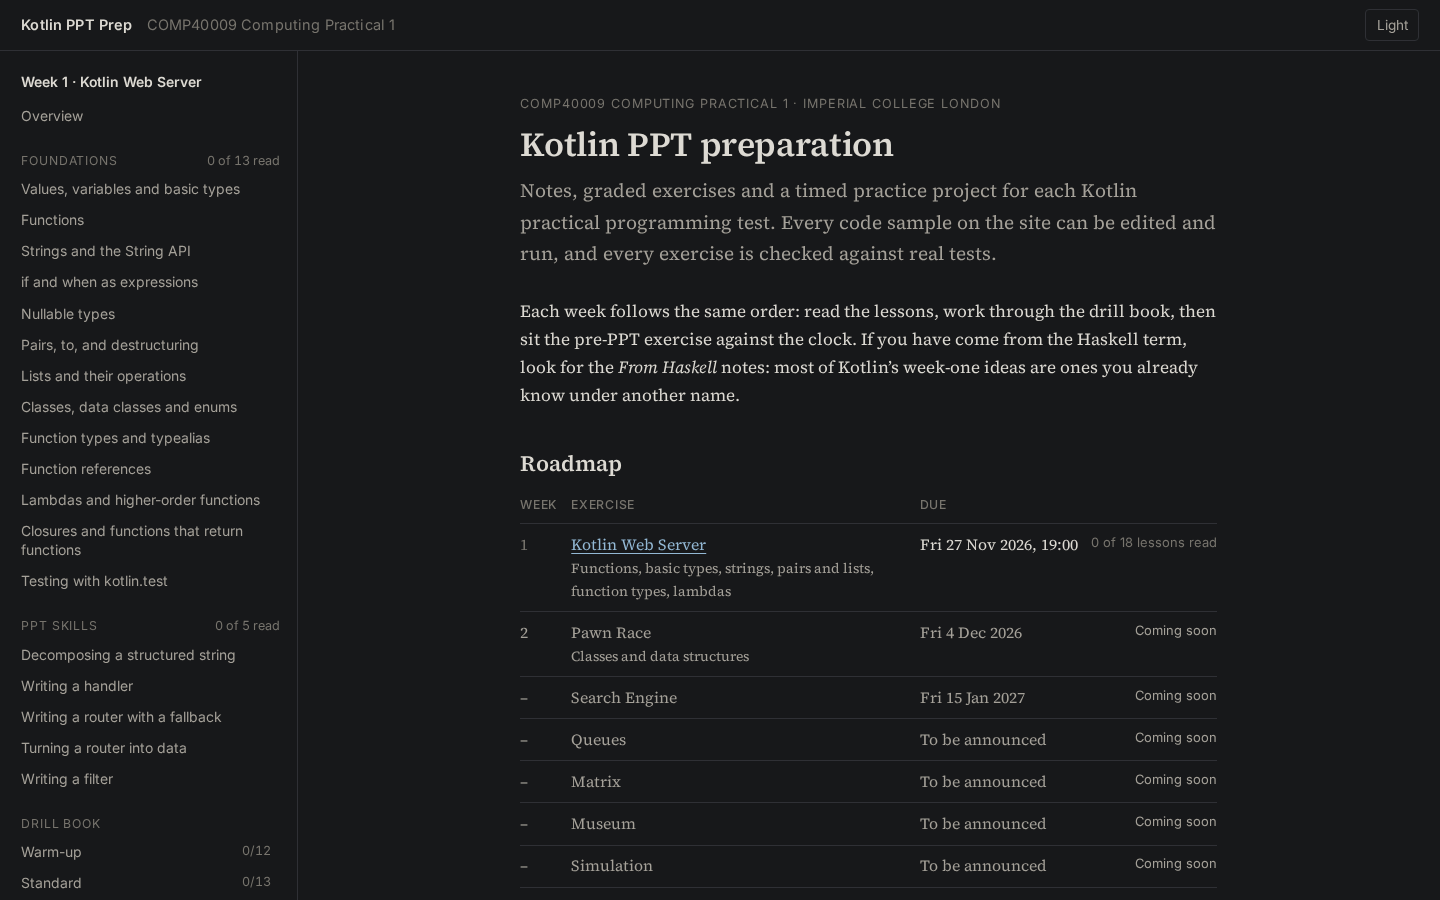 Kotlin PPT Prep COMP40009 Computing Practical 1
Light
Week 1 · Kotlin Web Server
Overview
FOUNDATIONS 0 of 13 read
Values, variables and basic types
Functions
Strings and the String API
if and when as expressions
Nullable types
Pairs, to, and destructuring
Lists and their operations
Classes, data classes and enums
Function types and typealias
Function references
Lambdas and higher-order functions
Closures and functions that return
functions
Testing with kotlin.test
PPT SKILLS 0 of 5 read
Decomposing a structured string
Writing a handler
Writing a router with a fallback
Turning a router into data
Writing a filter
DRILL BOOK
Warm-up 0/12
Standard 0/13
COMP40009 COMPUTING PRACTICAL 1 · IMPERIAL COLLEGE LONDON
Kotlin PPT preparation
Notes, graded exercises and a timed practice project for each Kotlin
practical programming test. Every code sample on the site can be edited and
run, and every exercise is checked against real tests.
Each week follows the same order: read the lessons, work through the drill book, then
sit the pre-PPT exercise against the clock. If you have come from the Haskell term,
look for the From Haskell notes: most of Kotlin’s week-one ideas are ones you already
know under another name.
Roadmap
WEEK EXERCISE DUE
1 Kotlin Web Server Fri 27 Nov 2026, 19:00 0 of 18 lessons read
Functions, basic types, strings, pairs and lists,
function types, lambdas
2 Pawn Race Fri 4 Dec 2026 Coming soon
Classes and data structures
– Search Engine Fri 15 Jan 2027 Coming soon
– Queues To be announced Coming soon
– Matrix To be announced Coming soon
– Museum To be announced Coming soon
– Simulation To be announced Coming soon